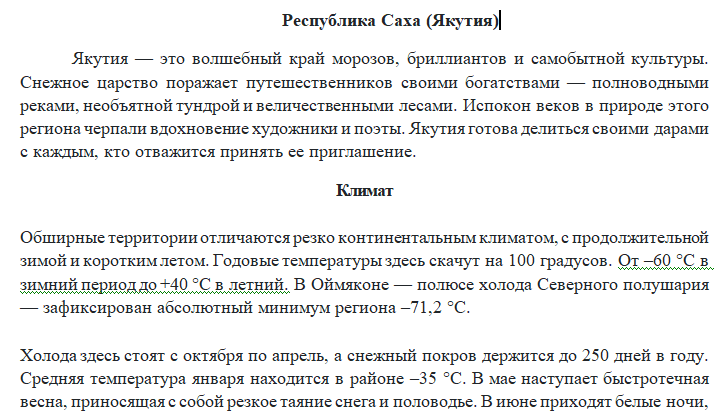 Республика Саха (Якутия)
Якутия — это волшебный край морозов, бриллиантов и самобытной культуры.
Снежное царство поражает путешественников своими богатствами — полноводными
реками, необъятной тундрой и величественными лесами. Испокон веков в природе этого
региона черпали вдохновение художники и поэты. Якутия готова делиться своими дарами
с каждым, кто отважится принять ее приглашение.
Климат
Обширные территории отличаются резко континентальным климатом, с продолжительной
зимой и коротким летом. Годовые температуры здесь скачут на 100 градусов. От –60 °C в
зимний период до +40 °C в летний. В Оймяконе — полюсе холода Северного полушария
— зафиксирован абсолютный минимум региона –71,2 °C.
Холода здесь стоят с октября по апрель, а снежный покров держится до 250 дней в году.
Средняя температура января находится в районе –35 °C. В мае наступает быстротечная
весна, приносящая с собой резкое таяние снега и половодье. В июне приходят белые ночи,